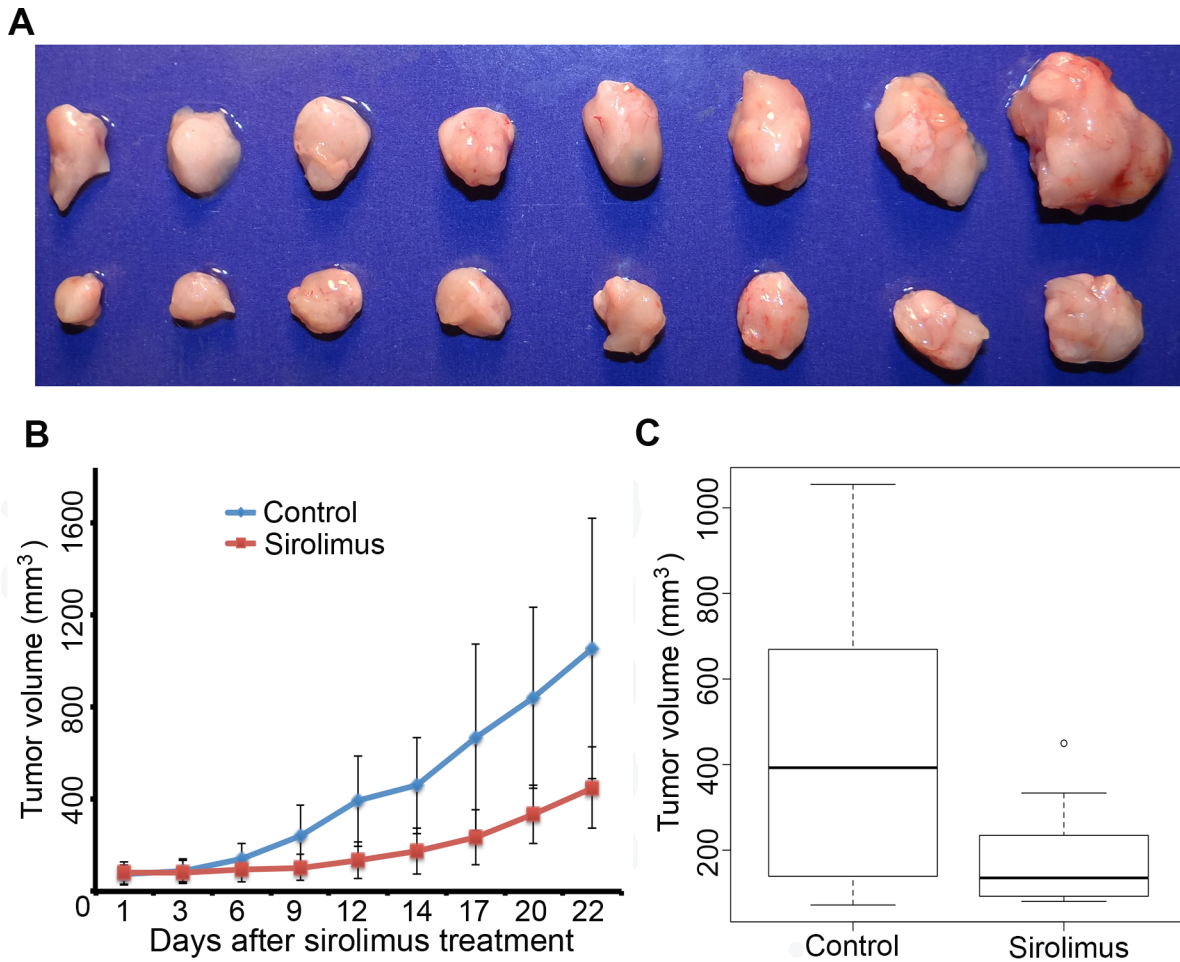 A
B
Tumor volume (mm³ )
1600
1200
800
400
0
Control
Sirolimus
1 3 6 9 12 14 17 20 22
Days after sirolimus treatment
C
Tumor volume (mm³ )
1000
800
600
400
200
Control Sirolimus